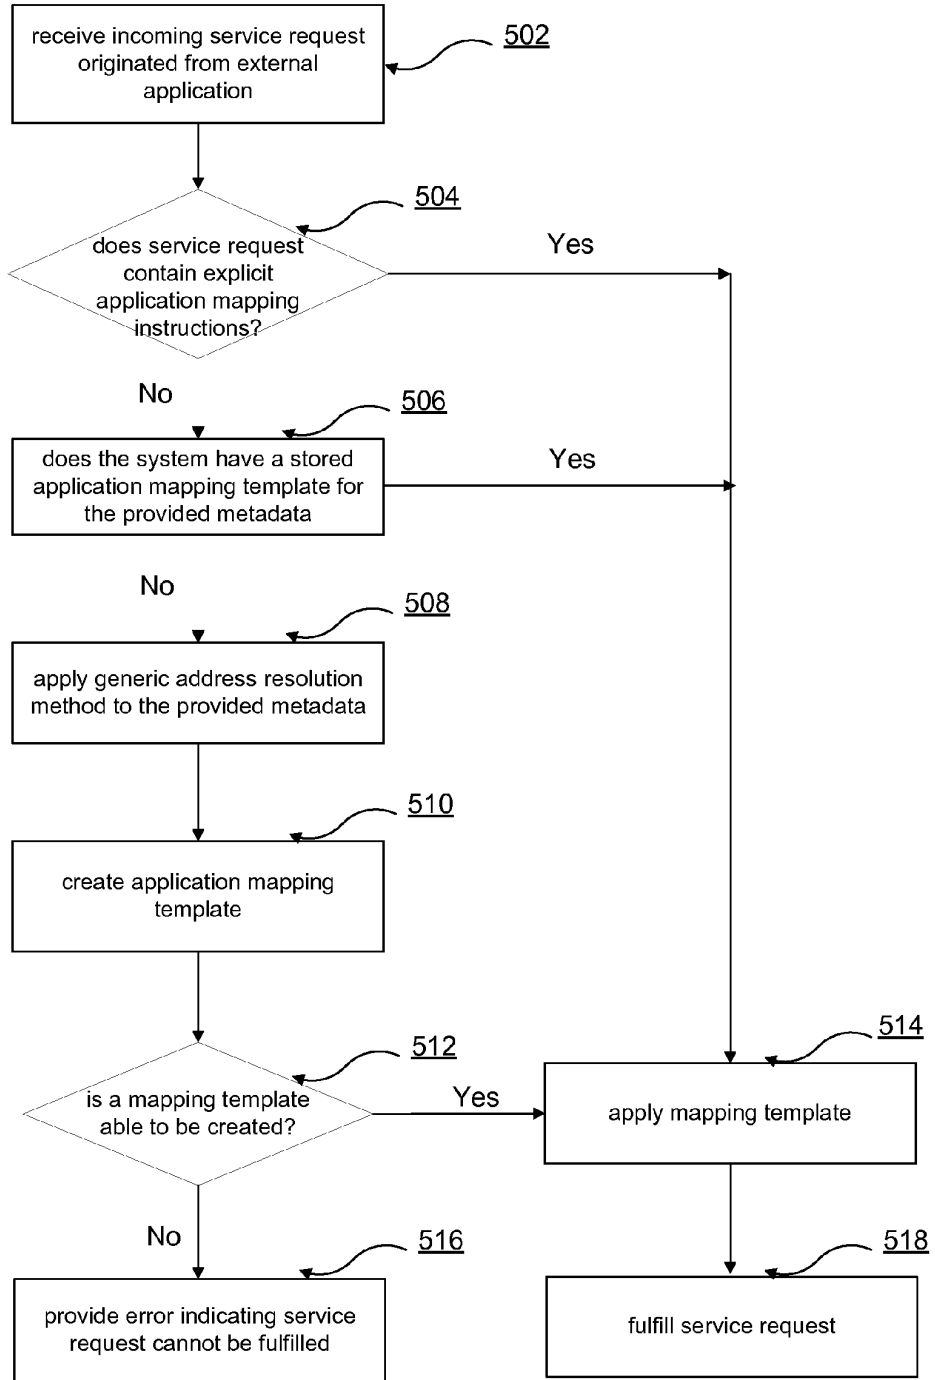 receive incoming service request
originated from external
application
502
504
does service request
contain explicit
application mapping
instructions?
Yes
No
506
does the system have a stored
application mapping template for
the provided metadata
Yes
No
508
apply generic address resolution
method to the provided metadata
510
create application mapping
template
512
is a mapping template
able to be created?
Yes
514
apply mapping template
No
516
provide error indicating service
request cannot be fulfilled
518
fulfill service request